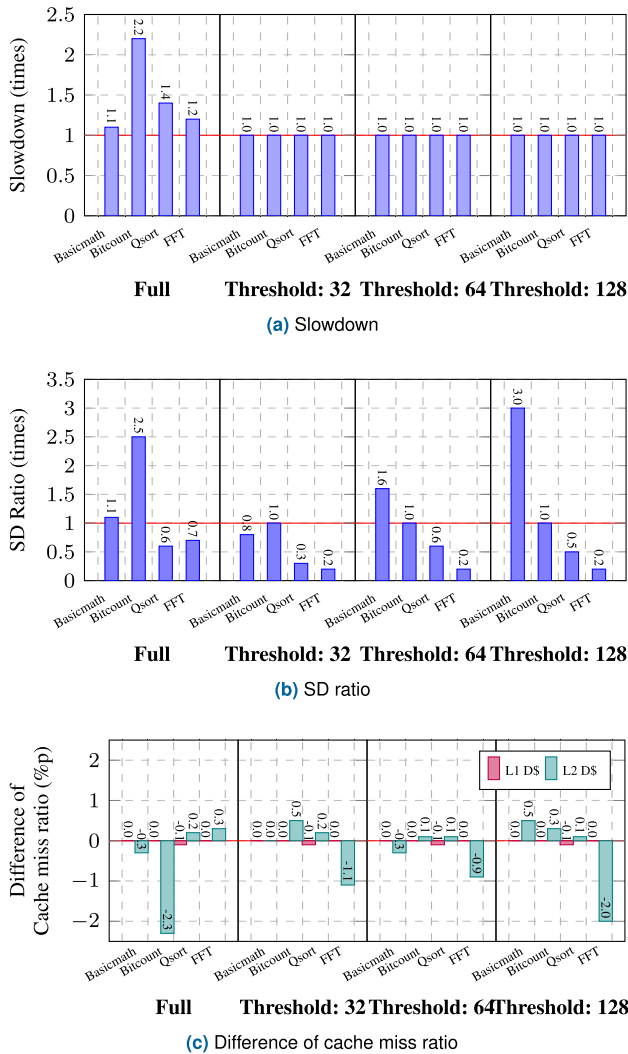 2.5
2
1.5
1
0.5
0
Slowdown (times)
1.1 2.2 1.4 1.2 1.0 1.0 1.0 1.0 1.0 1.0 1.0 1.0 1.0 1.0 1.0 1.0
Basicmath Bitcount Qsort FFT Basicmath Bitcount Qsort FFT Basicmath Bitcount Qsort FFT Basicmath Bitcount Qsort FFT
Full Threshold: 32 Threshold: 64 Threshold: 128
(a) Slowdown
3.5
3
2.5
2
1.5
1
0.5
0
SD Ratio (times)
1.1 2.5 0.6 0.7 0.8 1.0 0.3 0.2 1.6 1.0 0.6 0.2 3.0 1.0 0.5 0.2
Basicmath Bitcount Qsort FFT Basicmath Bitcount Qsort FFT Basicmath Bitcount Qsort FFT Basicmath Bitcount Qsort FFT
Full Threshold: 32 Threshold: 64 Threshold: 128
(b) SD ratio
2
1
0
−1
−2
Difference of
Cache miss ratio (%p)
L1 D$ L2 D$
0.0 -0.3 0.0 -2.3 -0.1 0.2 0.0 0.3 0.0 0.0 0.0 0.5 -0.1 0.2 0.0 -1.1 0.0 -0.3 0.0 0.1 -0.1 0.1 0.0 -0.9 0.0 0.5 0.0 0.3 -0.1 0.1 0.0 -2.0
Basicmath Bitcount Qsort FFT Basicmath Bitcount Qsort FFT Basicmath Bitcount Qsort FFT Basicmath Bitcount Qsort FFT
Full Threshold: 32 Threshold: 64 Threshold: 128
(c) Difference of cache miss ratio